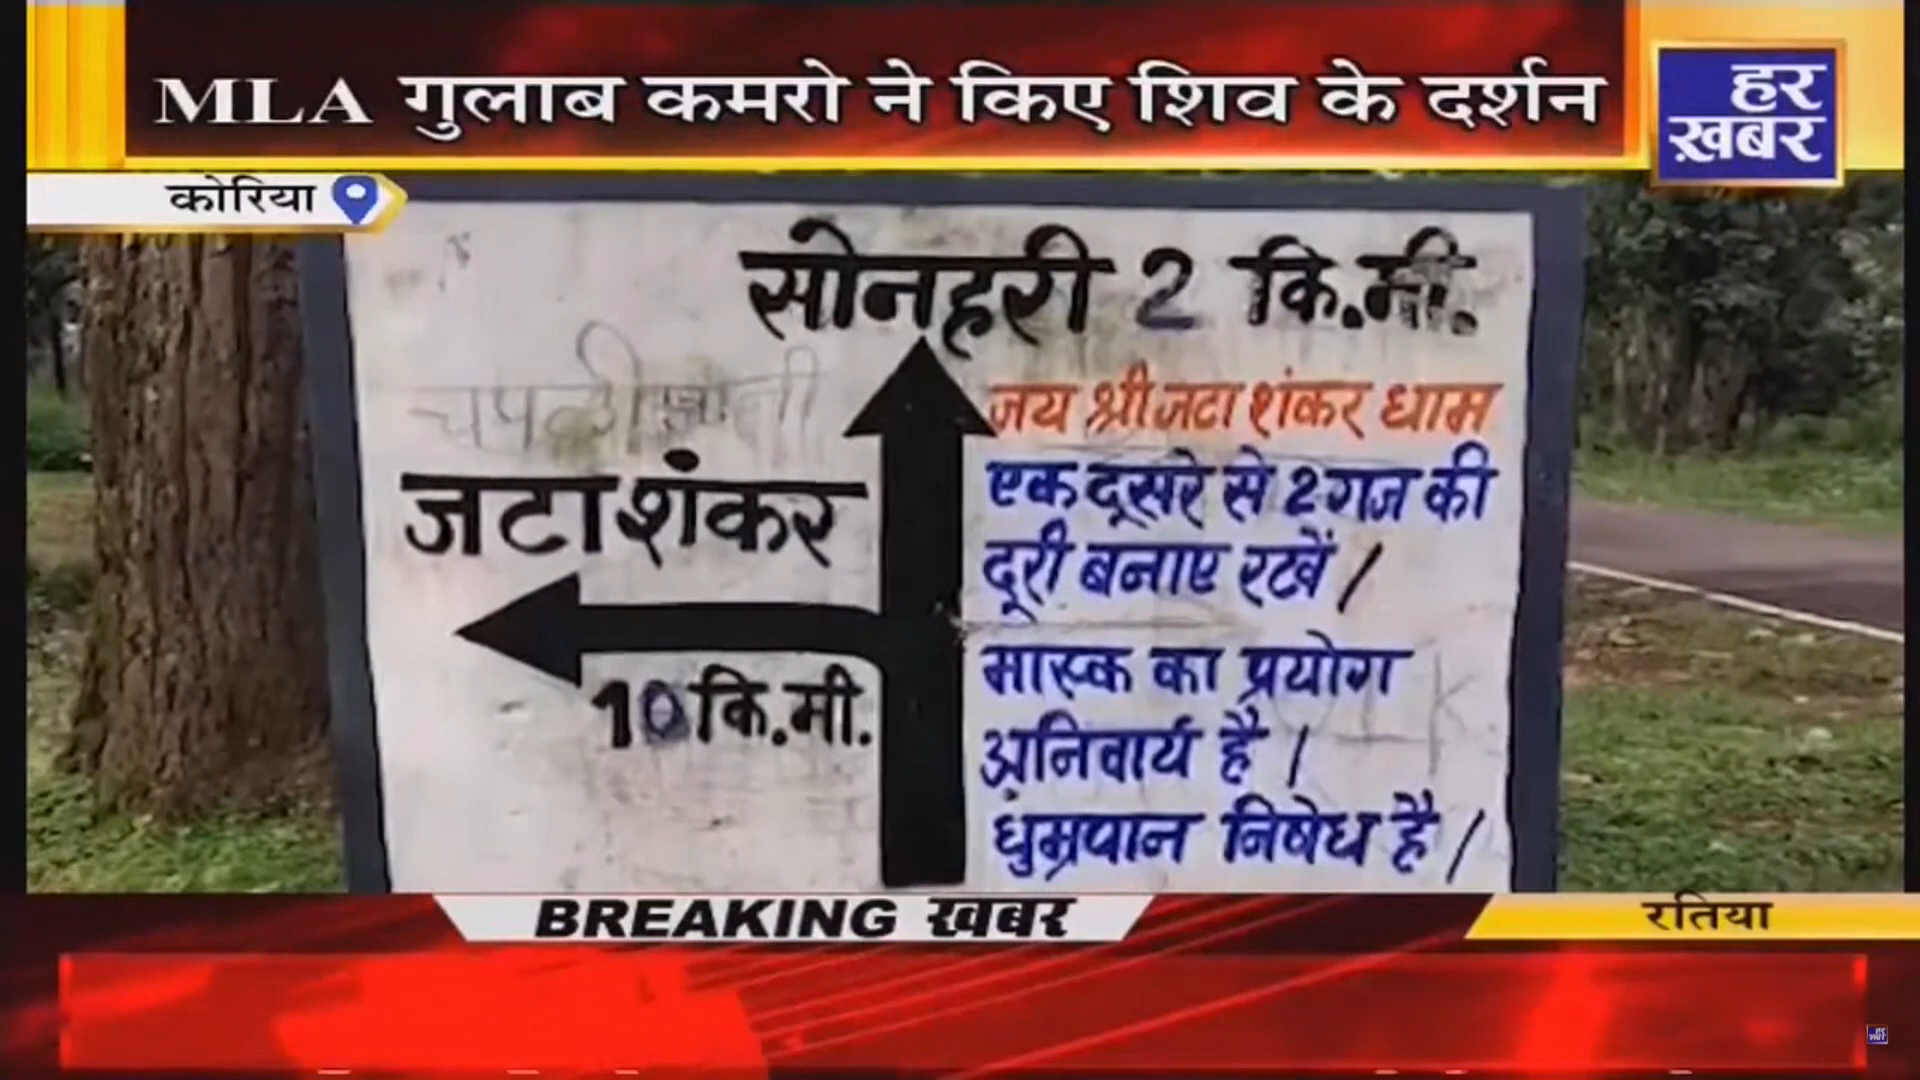 MLA गुलाब कमरो ने किए शिव के दर्शन
हर
ख़बर
कोरिया
सोनहरी 2 कि.मी.
जय श्री जटा शंकर धाम
जटाशंकर
एक दूसरे से 2 गज की
दूरी बनाए रखें /
10 कि.मी.
मास्क का प्रयोग
अनिवार्य है /
धुम्रपान निषेध है /
BREAKING खबर
रतिया